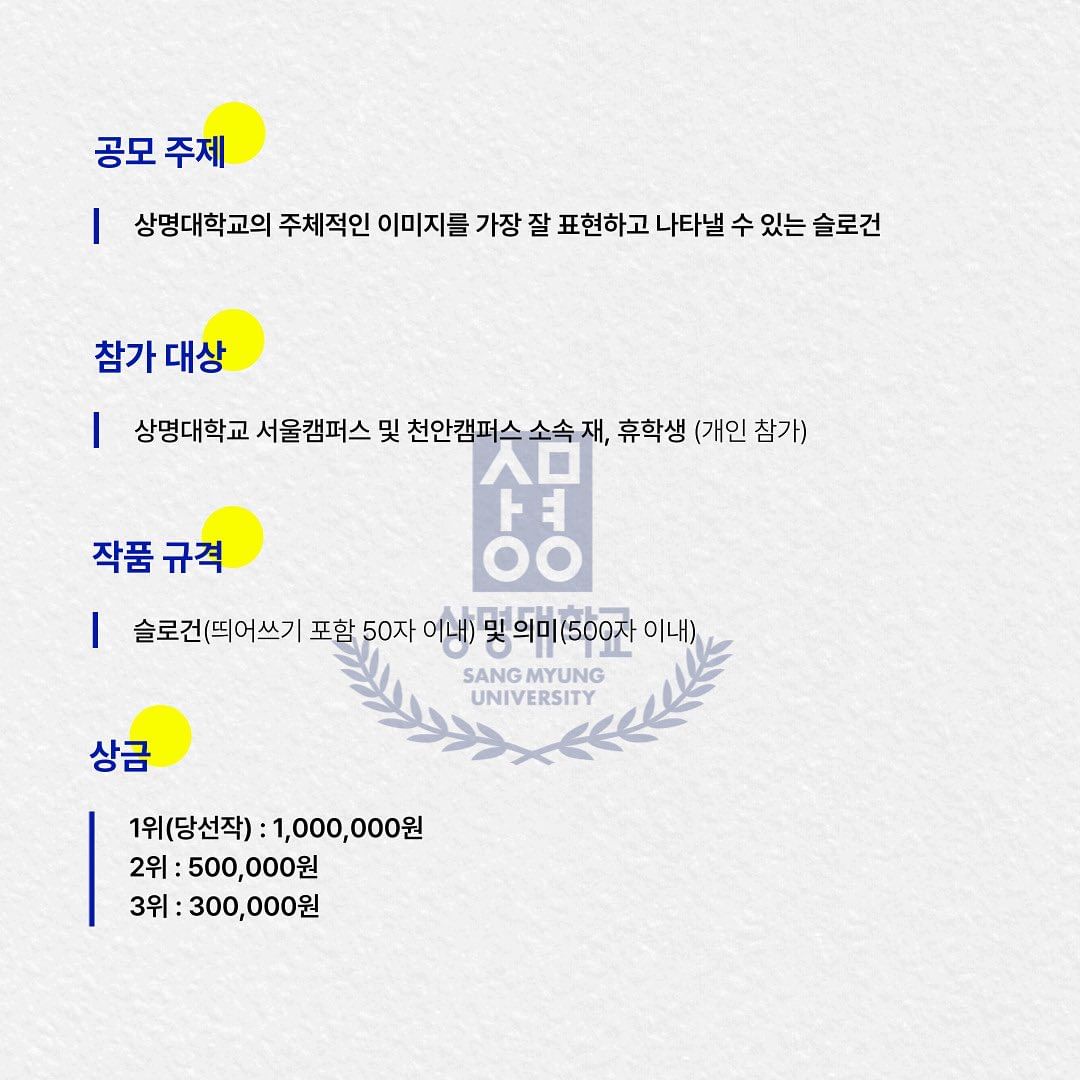 공모 주제
상명대학교의 주체적인 이미지를 가장 잘 표현하고 나타낼 수 있는 슬로건
참가 대상
상명대학교 서울캠퍼스 및 천안캠퍼스 소속 재, 휴학생 (개인 참가)
상명
작품 규격
슬로건(띄어쓰기 포함 50자 이내) 및 의미(500자 이내)
상명대학교
SANG MYUNG
UNIVERSITY
상금
1위(당선작) : 1,000,000원
2위 : 500,000원
3위 : 300,000원